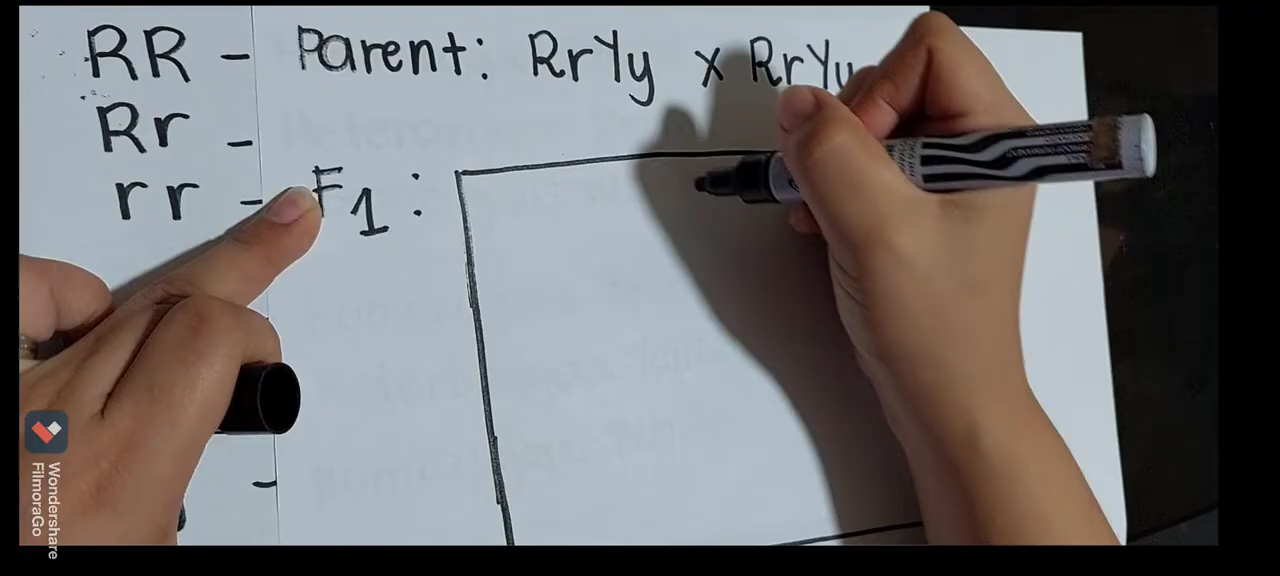 RR - Parent: RrYy x RrYy
Rr -
rr - F1:
-
Wondershare
FilmoraGo